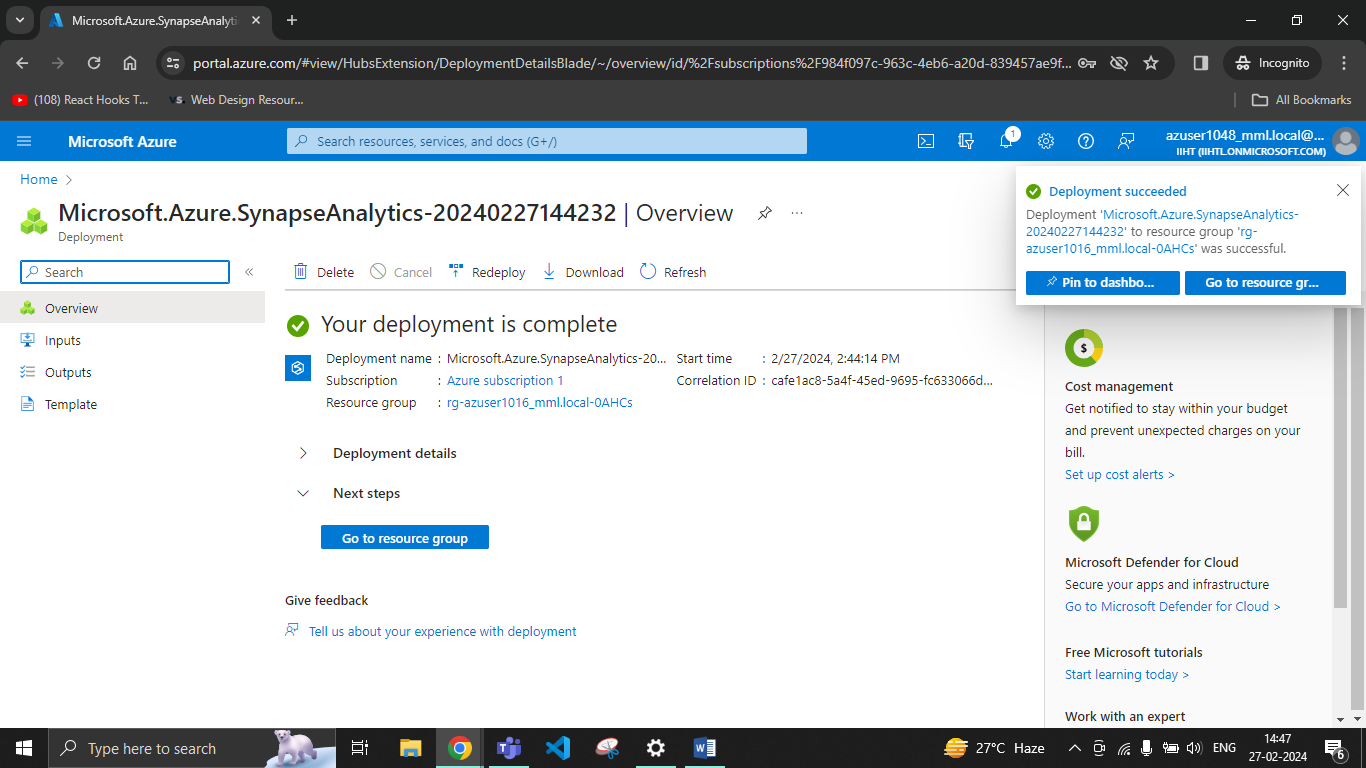 Microsoft.Azure.SynapseAnalyti
portal.azure.com/#view/HubsExtension/DeploymentDetailsBlade/~/overview/id/%2Fsubscriptions%2F984f097c-963c-4eb6-a20d-839457ae9f...
Incognito
(108) React Hooks T...
VS. Web Design Resour...
All Bookmarks
Microsoft Azure
Search resources, services, and docs (G+/)
1
azuser1048_mml.local@...
IIHT (IIHTL.ONMICROSOFT.COM)
Home
Microsoft.Azure.SynapseAnalytics-20240227144232 | Overview
Deployment
Deployment succeeded
Deployment 'Microsoft.Azure.SynapseAnalytics-
20240227144232' to resource group 'rg-
azuser1016_mml.local-0AHCs' was successful.
Pin to dashbo...
Go to resource gr...
Search
Overview
Inputs
Outputs
Template
Delete
Cancel
Redeploy
Download
Refresh
Your deployment is complete
Deployment name : Microsoft.Azure.SynapseAnalytics-20...
Subscription : Azure subscription 1
Resource group : rg-azuser1016_mml.local-0AHCs
Start time : 2/27/2024, 2:44:14 PM
Correlation ID : cafe1ac8-5a4f-45ed-9695-fc633066d...
Deployment details
Next steps
Go to resource group
Give feedback
Tell us about your experience with deployment
$
Cost management
Get notified to stay within your budget
and prevent unexpected charges on your
bill.
Set up cost alerts >
Microsoft Defender for Cloud
Secure your apps and infrastructure
Go to Microsoft Defender for Cloud >
Free Microsoft tutorials
Start learning today >
Work with an expert
Type here to search
27°C Haze
ENG
14:47
27-02-2024
6